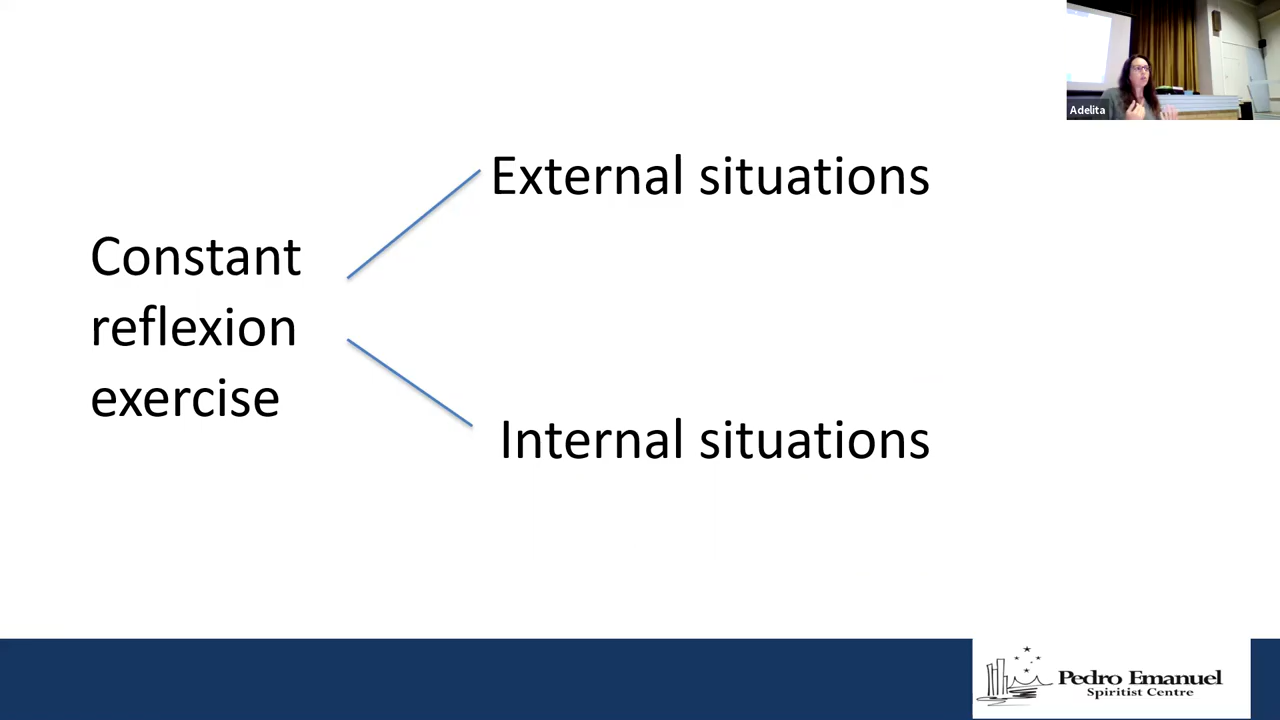 Adelita
External situations
Constant
reflexion
exercise
Internal situations
Pedro Emanuel
Spiritist Centre